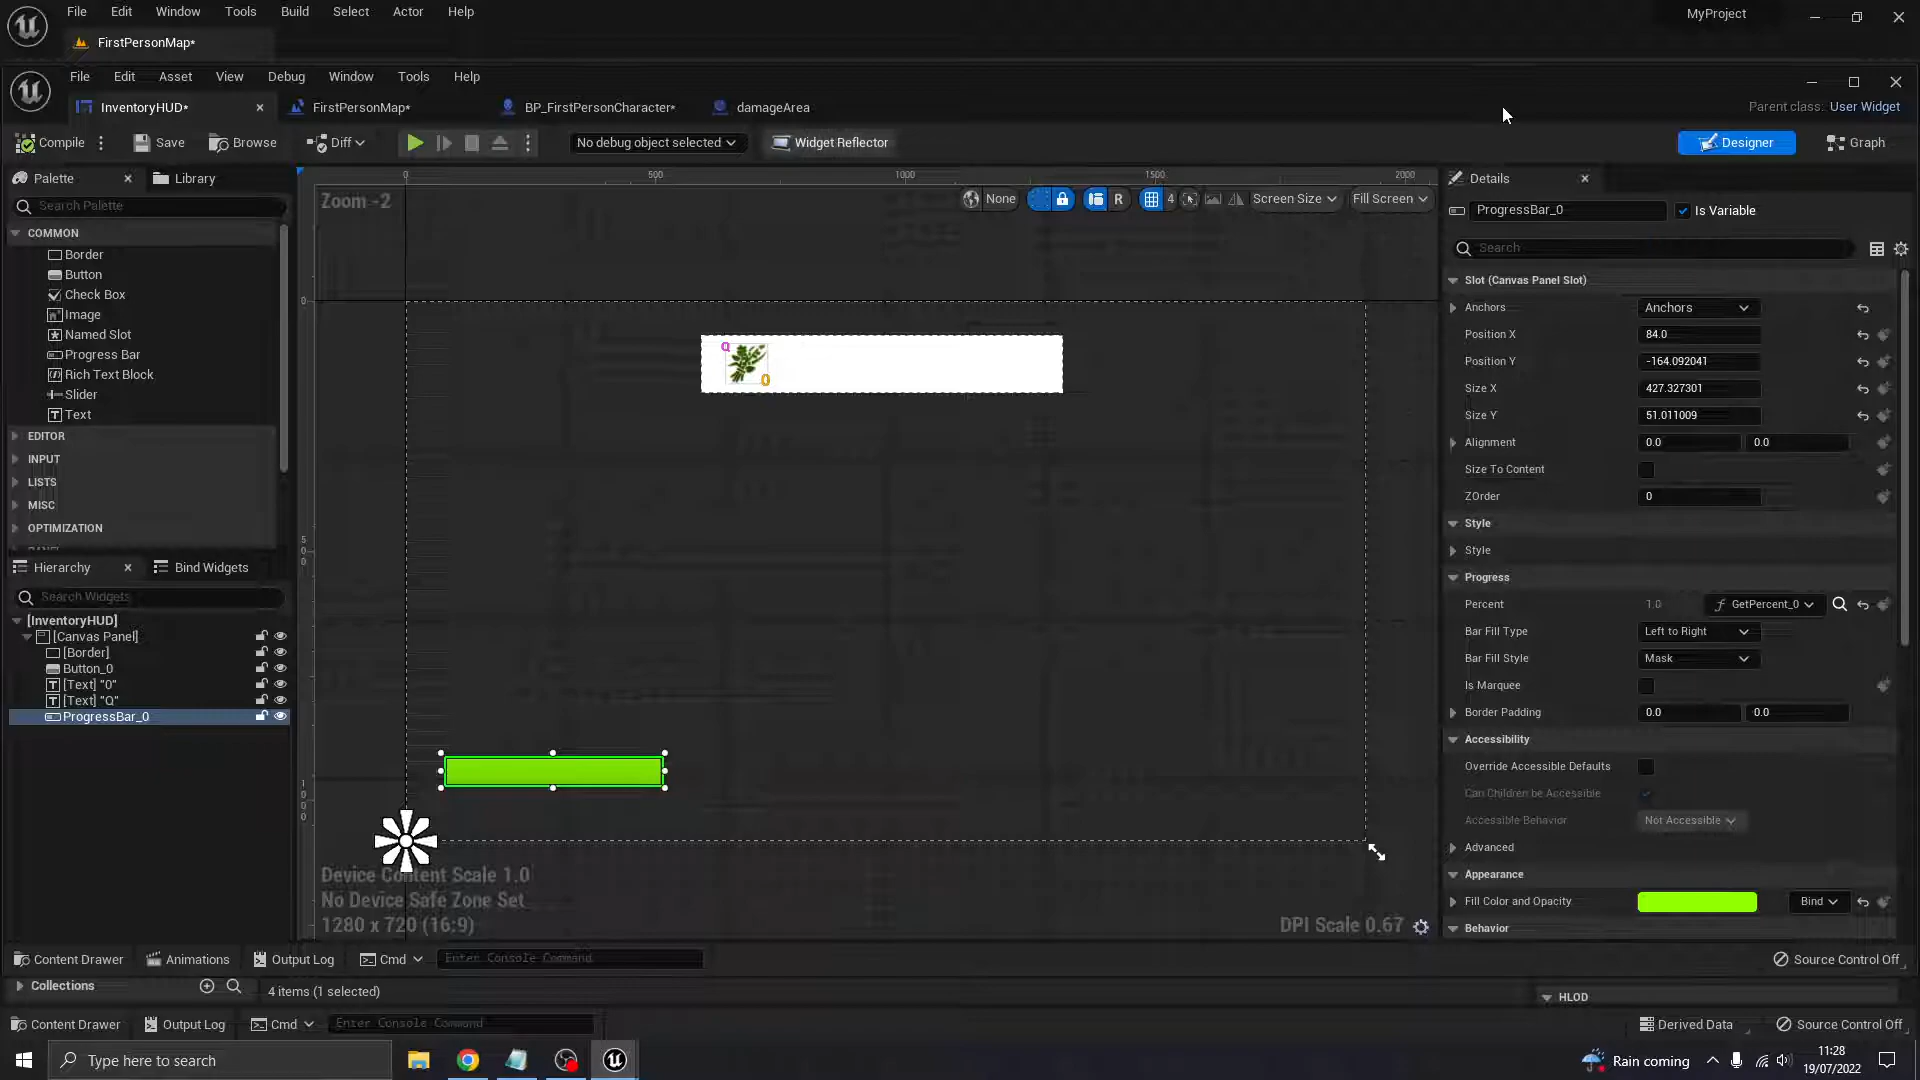 File Edit Window Tools Build Select Actor Help
MyProject
FirstPersonMap*
File Edit Asset View Debug Window Tools Help
InventoryHUD* FirstPersonMap* BP_FirstPersonCharacter* damageArea
Parent class: User Widget
Compile Save Browse Diff No debug object selected Widget Reflector Designer Graph
Palette Library
Search Palette
COMMON
Border
Button
Check Box
Image
Named Slot
Progress Bar
Rich Text Block
Slider
Text
EDITOR
INPUT
LISTS
MISC
OPTIMIZATION
Hierarchy Bind Widgets
Search Widgets
[InventoryHUD]
[Canvas Panel]
[Border]
Button_0
[Text] "0"
[Text] "Q"
ProgressBar_0
0 500 1000 1500 2000
Zoom -2
None R 4 Screen Size Fill Screen
0
500
1000
Q
0
Device Content Scale 1.0
No Device Safe Zone Set
1280 x 720 (16:9)
DPI Scale 0.67
Details
ProgressBar_0 Is Variable
Search
Slot (Canvas Panel Slot)
Anchors Anchors
Position X 84.0
Position Y -164.092041
Size X 427.327301
Size Y 51.011009
Alignment 0.0 0.0
Size To Content
ZOrder 0
Style
Style
Progress
Percent 1.0 GetPercent_0
Bar Fill Type Left to Right
Bar Fill Style Mask
Is Marquee
Border Padding 0.0 0.0
Accessibility
Override Accessible Defaults
Can Children be Accessible
Accessible Behavior Not Accessible
Advanced
Appearance
Fill Color and Opacity Bind
Behavior
Content Drawer Animations Output Log Cmd Enter Console Command Source Control Off
Collections 4 items (1 selected) HLOD
Content Drawer Output Log Cmd Enter Console Command Derived Data Source Control Off
Type here to search
Rain coming
11:28
19/07/2022